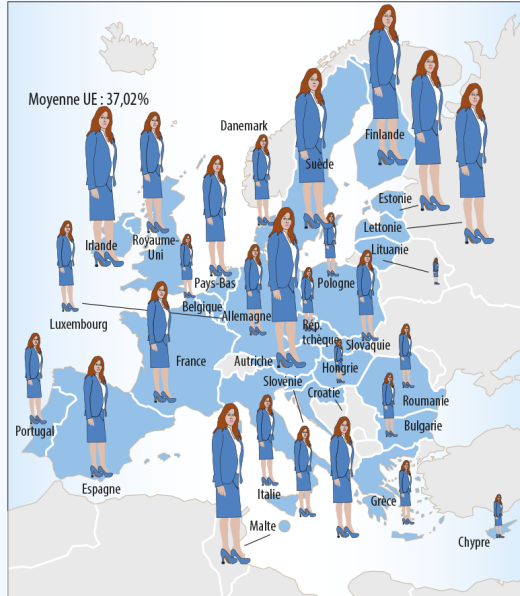 Moyenne UE : 37,02%
Danemark
Finlande
Suède
Estonie
Lettonie
Lituanie
Irlande
Royaume-
Uni
Pays-Bas
Pologne
Belgique
Allemagne
Luxembourg
Rép.
tchèque
Slovaquie
France
Autriche
Hongrie
Slovénie
Croatie
Roumanie
Bulgarie
Portugal
Espagne
Italie
Grèce
Malte
Chypre